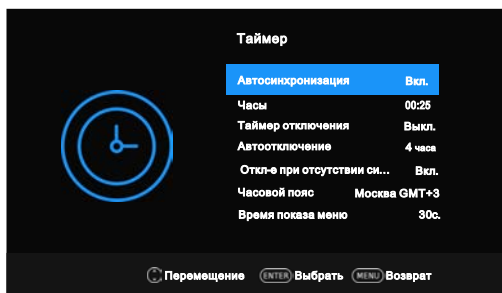 Таймер
Автосинхронизация Вкл.
Часы 00:25
Таймер отключения Выкл.
Автоотключение 4 часа
Откл-е при отсутствии си... Вкл.
Часовой пояс Москва GMT+3
Время показа меню 30с.
Перемещение ENTER Выбрать MENU Возврат